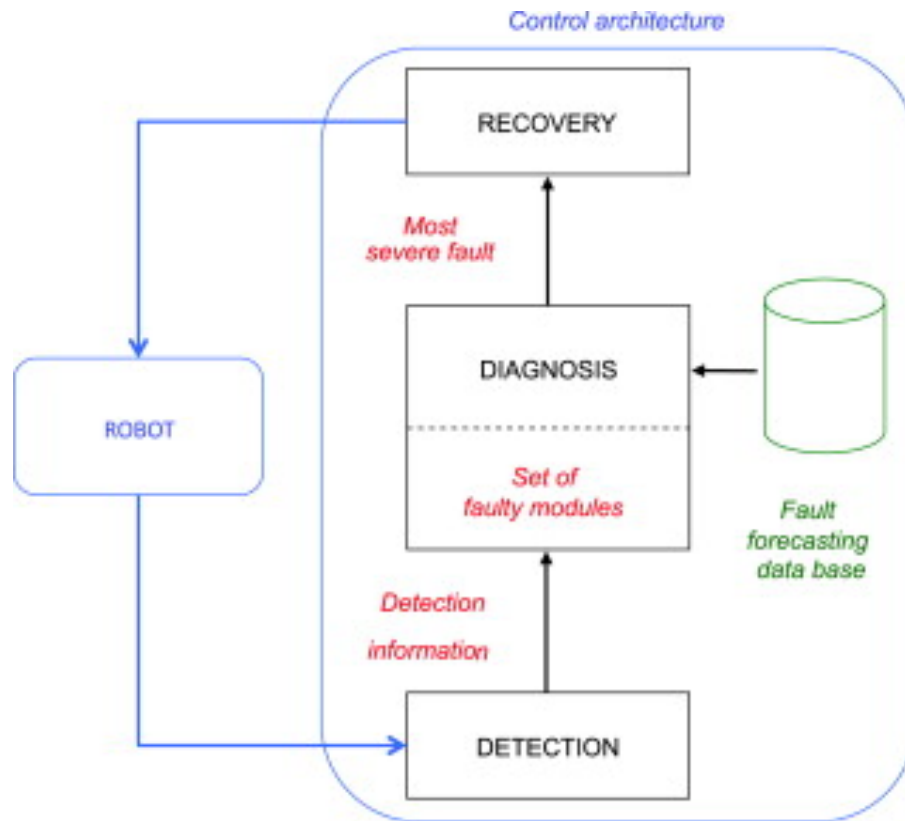 Control architecture
RECOVERY
Most
severe fault
DIAGNOSIS
ROBOT
Set of
faulty modules
Fault
forecasting
data base
Detection
information
DETECTION